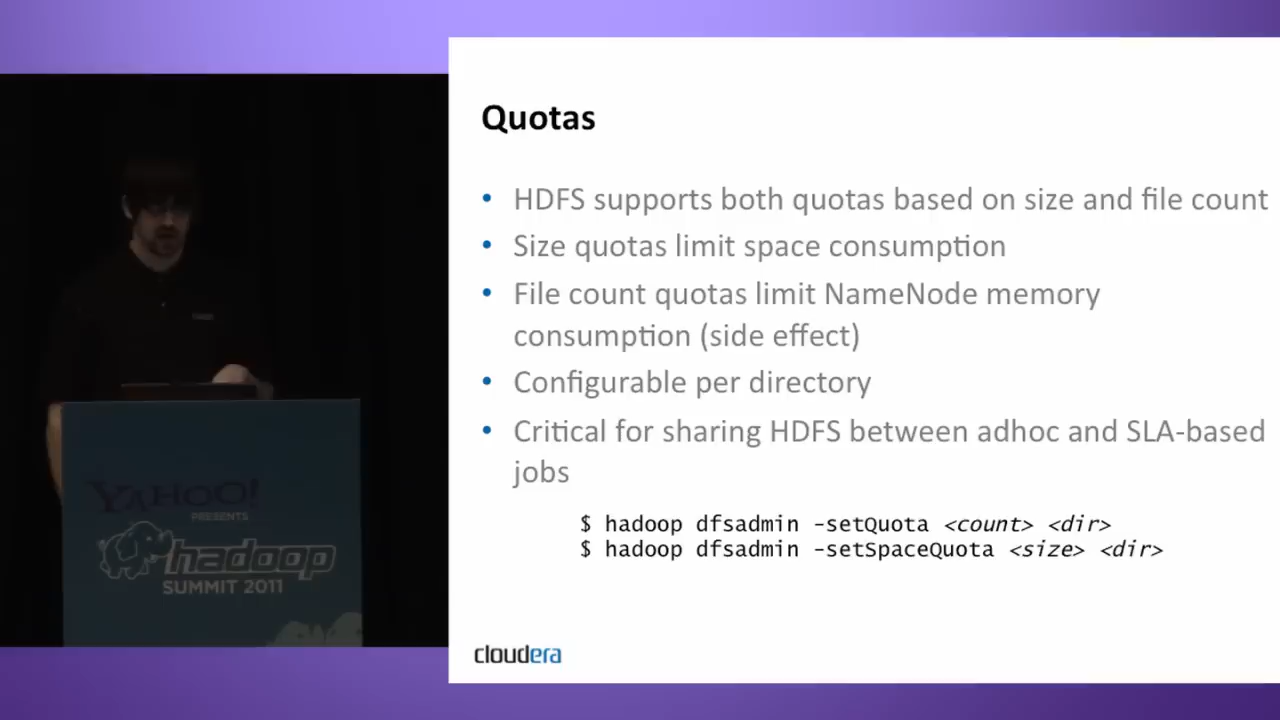 Quotas
• HDFS supports both quotas based on size and file count
• Size quotas limit space consumption
• File count quotas limit NameNode memory
consumption (side effect)
• Configurable per directory
• Critical for sharing HDFS between adhoc and SLA-based
jobs
$ hadoop dfsadmin -setQuota <count> <dir>
$ hadoop dfsadmin -setSpaceQuota <size> <dir>
cloudera
YAHOO!
PRESENTS
hadoop
SUMMIT 2011